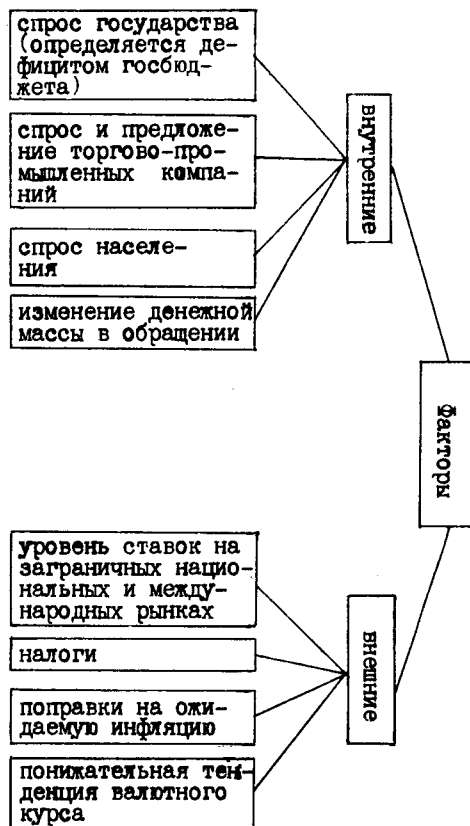 спрос государства
(определяется де-
фицитом госбюд-
жета)
спрос и предложе-
ние торгово-про-
мышленных компа-
ний
спрос населе-
ния
изменение денежной
массы в обращении
внутренние
Факторы
уровень ставок на
заграничных нацио-
нальных и между-
народных рынках
налоги
поправки на ожи-
даемую инфляцию
понижательная тен-
денция валютного
курса
внешние